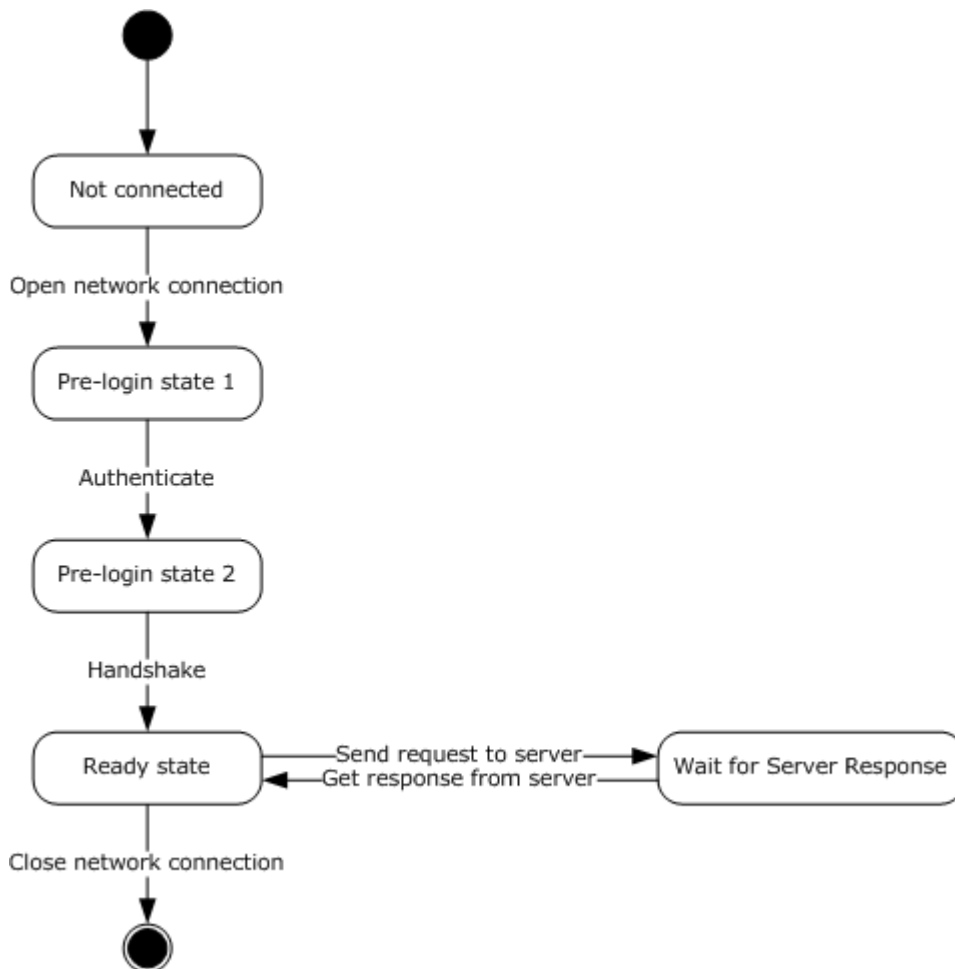 Not connected
Open network connection
Pre-login state 1
Authenticate
Pre-login state 2
Handshake
Ready state
Send request to server
Get response from server
Wait for Server Response
Close network connection